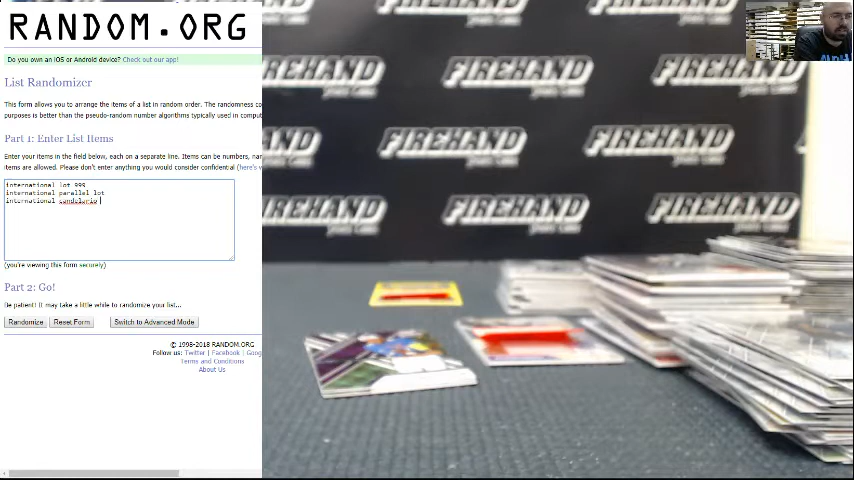 RANDOM.ORG
Do you own an iOS or Android device? Check out our app!
List Randomizer
This form allows you to arrange the items of a list in random order. The randomness co
purposes is better than the pseudo-random number algorithms typically used in comput
Part 1: Enter List Items
Enter your items in the field below, each on a separate line. Items can be numbers, nar
items are allowed. Please don't enter anything you would consider confidential (here's v
international lot 999
international parallel lot
international candelario
(you're viewing this form securely)
Part 2: Go!
Be patient! It may take a little while to randomize your list...
Randomize Reset Form Switch to Advanced Mode
© 1998-2018 RANDOM.ORG
Follow us: Twitter | Facebook | Goog
Terms and Conditions
About Us
FIREHAND
FIREHAND
FIREHAND
FIREHAND
FIREHAND
FIREHAND
FIREHAND
FIREHAND
FIREHAND